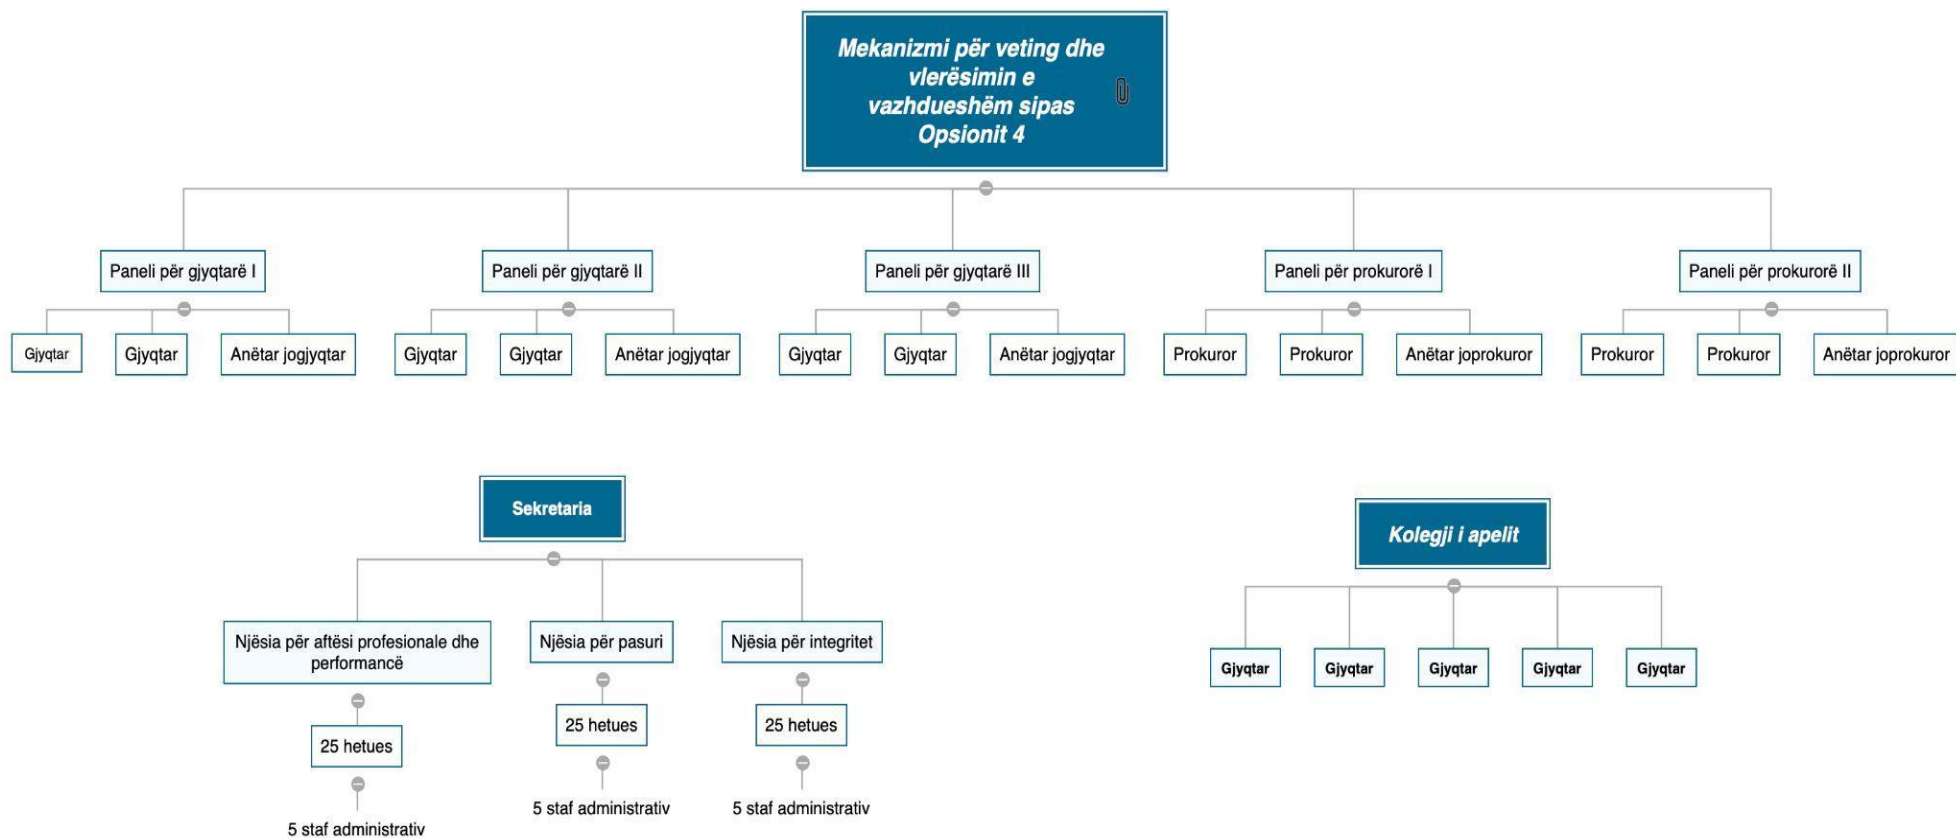 Mekanizmi për veting dhe
vlerësimin e
vazhdueshëm sipas
Opsionit 4
Paneli për gjyqtarë I
Paneli për gjyqtarë II
Paneli për gjyqtarë III
Paneli për prokurorë I
Paneli për prokurorë II
Gjyqtar
Gjyqtar
Anëtar jogjyqtar
Gjyqtar
Gjyqtar
Anëtar jogjyqtar
Gjyqtar
Gjyqtar
Anëtar jogjyqtar
Prokuror
Prokuror
Anëtar joprokuror
Prokuror
Prokuror
Anëtar joprokuror
Sekretaria
Njësia për aftësi profesionale dhe
performancë
Njësia për pasuri
Njësia për integritet
25 hetues
25 hetues
25 hetues
5 staf administrativ
5 staf administrativ
5 staf administrativ
Kolegji i apelit
Gjyqtar
Gjyqtar
Gjyqtar
Gjyqtar
Gjyqtar